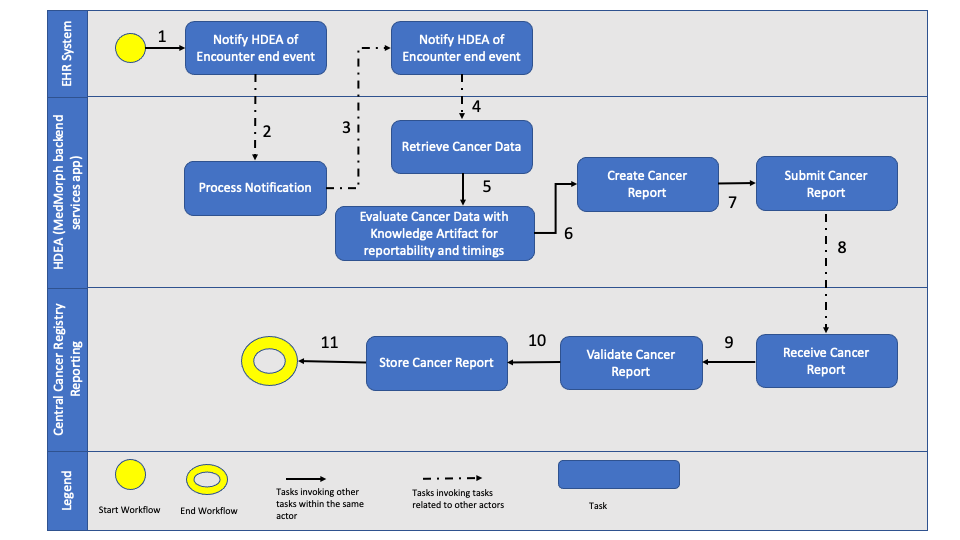 EHR System
1
Notify HDEA of
Encounter end event
Notify HDEA of
Encounter end event
HDEA (MedMorph backend
services app)
2
3
4
Process Notification
Retrieve Cancer Data
5
Evaluate Cancer Data with
Knowledge Artifact for
reportability and timings
6
Create Cancer
Report
7
Submit Cancer
Report
8
Central Cancer Registry
Reporting
Receive Cancer
Report
9
Validate Cancer
Report
10
Store Cancer Report
11
Legend
Start Workflow
End Workflow
Tasks invoking other
tasks within the same
actor
Tasks invoking tasks
related to other actors
Task